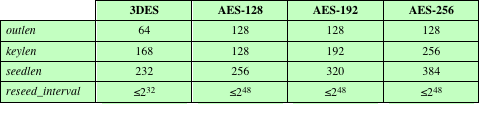 3DES AES-128 AES-192 AES-256
outlen 64 128 128 128
keylen 168 128 192 256
seedlen 232 256 320 384
reseed_interval ≤2³² ≤2⁴⁸ ≤2⁴⁸ ≤2⁴⁸